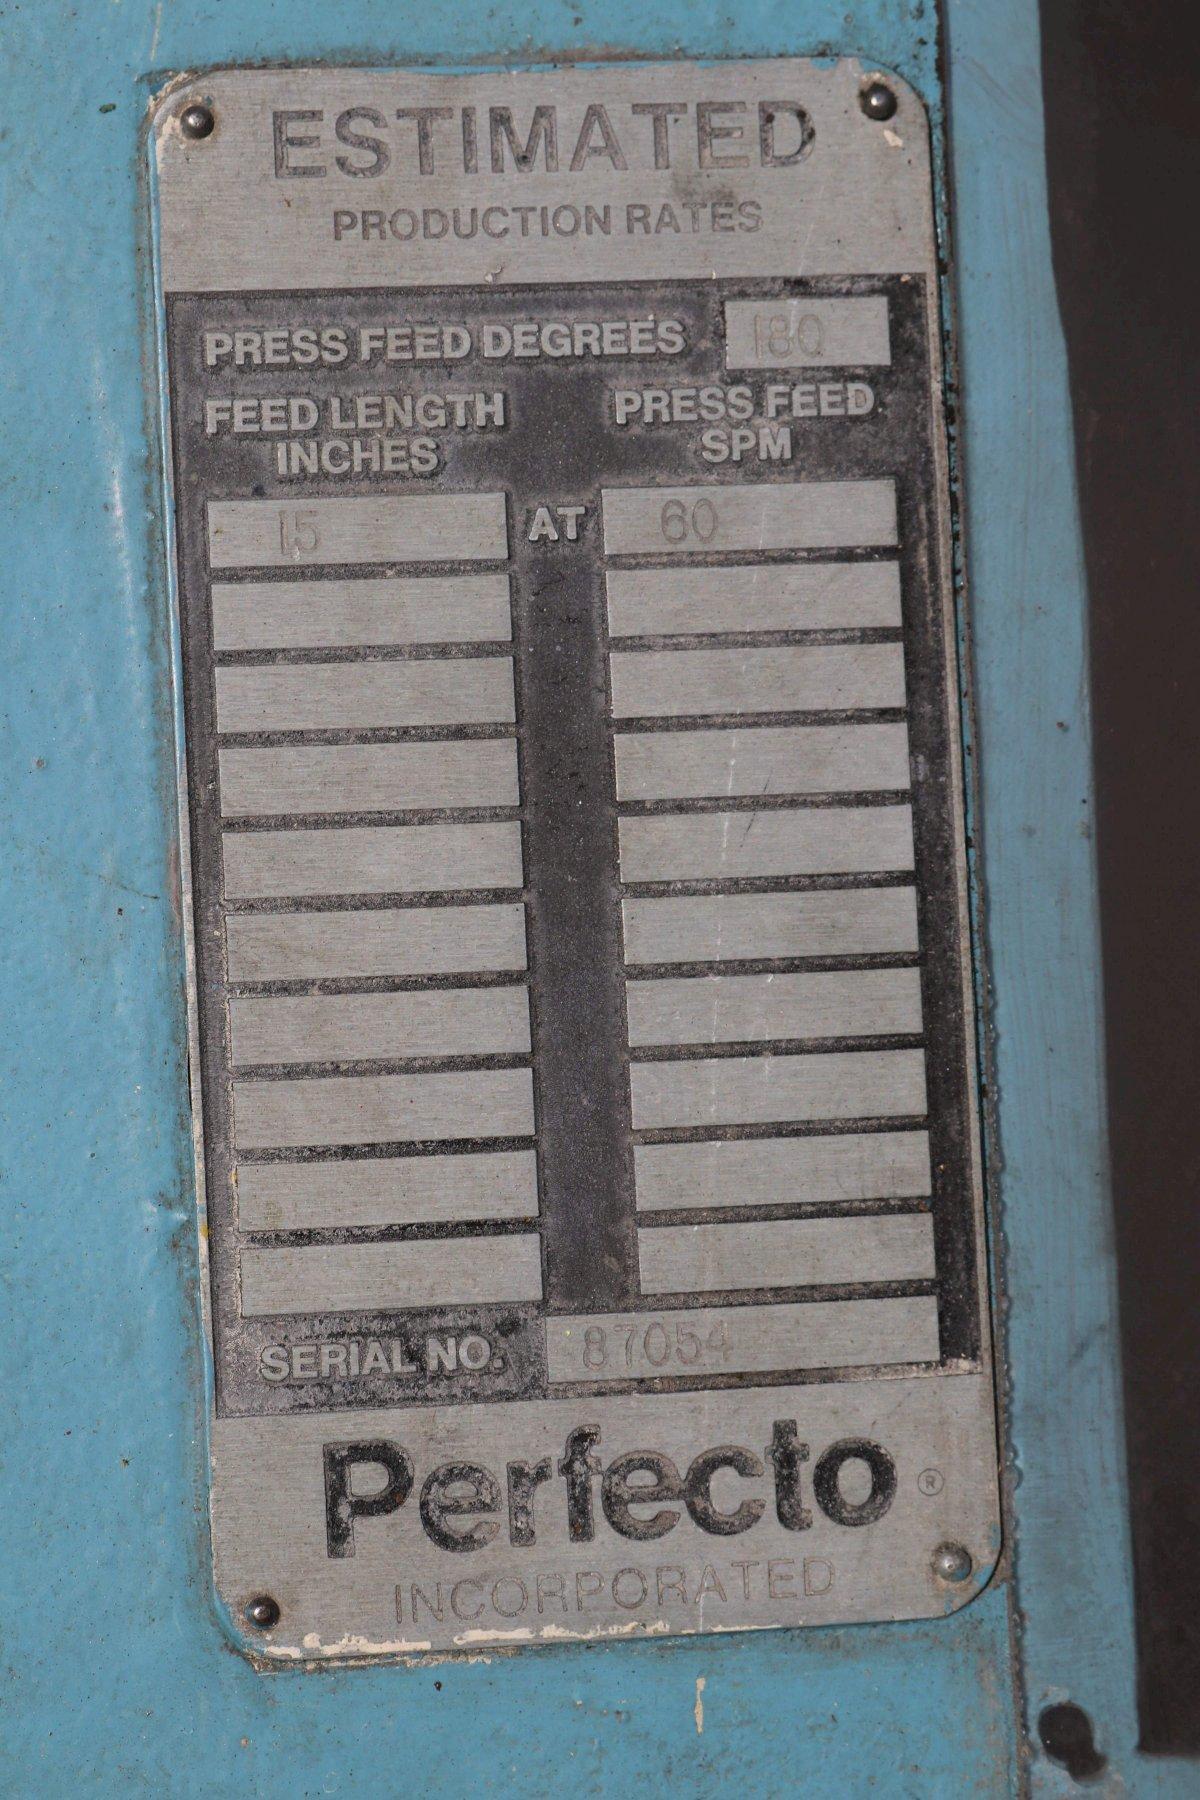 ESTIMATED
PRODUCTION RATES
PRESS FEED DEGREES 180
FEED LENGTH INCHES
PRESS FEED SPM
15 AT 60
SERIAL NO. 87054
Perfecto ®
INCORPORATED